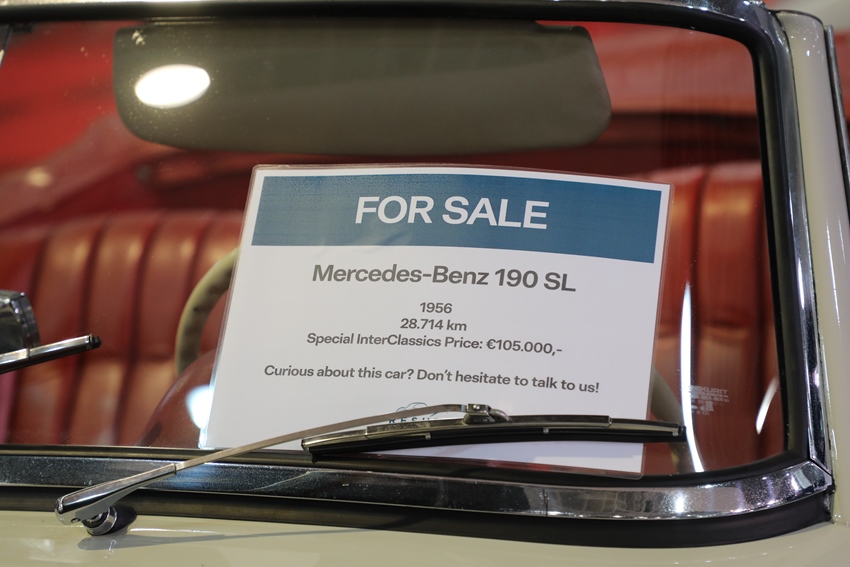 FOR SALE
Mercedes-Benz 190 SL
1956
28.714 km
Special InterClassics Price: €105.000,-
Curious about this car? Don't hesitate to talk to us!